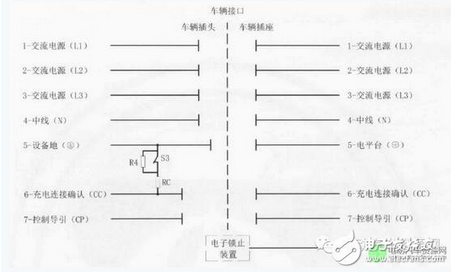 车辆接口
车辆插头 车辆插座
1-交流电源（L1） 1-交流电源（L1）
2-交流电源（L2） 2-交流电源（L2）
3-交流电源（L3） 3-交流电源（L3）
4-中线（N） 4-中线（N）
5-设备地（⏚） 5-电平台（⏚）
R4 S3
RC
6-充电连接确认（CC） 6-充电连接确认（CC）
7-控制导引（CP） 7-控制导引（CP）
电子锁止
装置